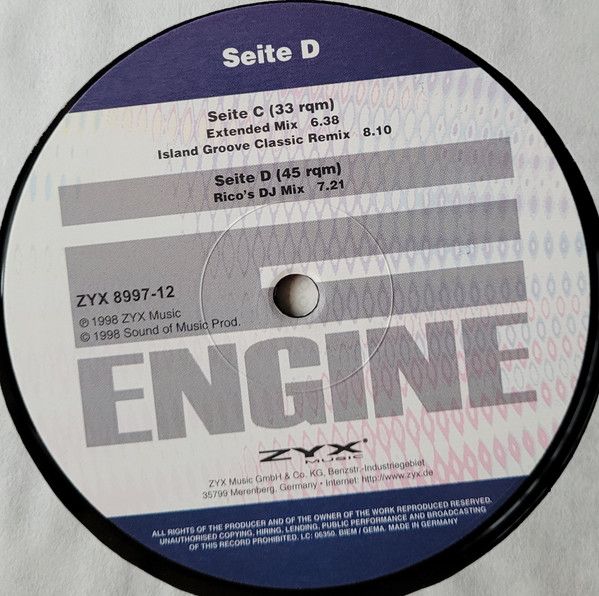 Seite D
Seite C (33 rqm)
Extended Mix 6.38
Island Groove Classic Remix 8.10
Seite D (45 rqm)
Rico's DJ Mix 7.21
ZYX 8997-12
℗ 1998 ZYX Music
© 1998 Sound of Music Prod.
ENGINE
ZYX®
MUSIC
ZYX Music GmbH & Co. KG, Benzstr.-Industriegebiet
35799 Merenberg. Germany • Internet: http://www.zyx.de
ALL RIGHTS OF THE PRODUCER AND OF THE OWNER OF THE WORK REPRODUCED RESERVED.
UNAUTHORISED COPYING, HIRING, LENDING, PUBLIC PERFORMANCE AND BROADCASTING
OF THIS RECORD PROHIBITED. LC: 06350. BIEM / GEMA. MADE IN GERMANY